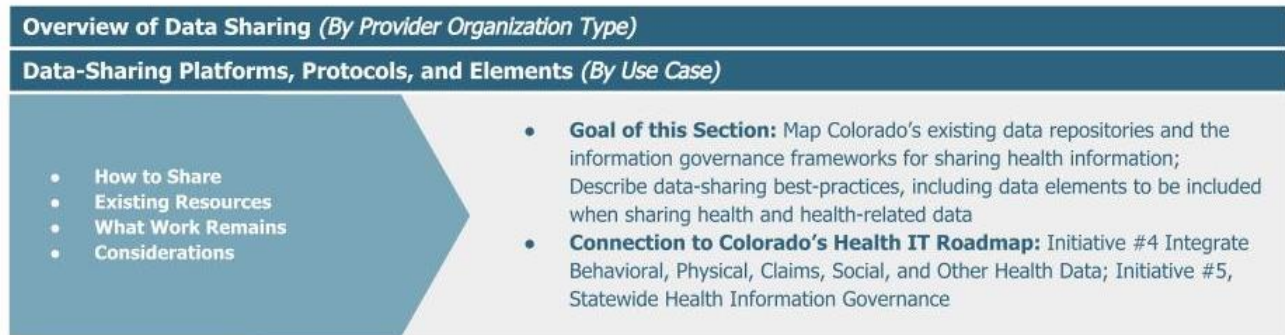 Overview of Data Sharing (By Provider Organization Type)
Data-Sharing Platforms, Protocols, and Elements (By Use Case)
● How to Share
● Existing Resources
● What Work Remains
● Considerations
● Goal of this Section: Map Colorado's existing data repositories and the
information governance frameworks for sharing health information;
Describe data-sharing best-practices, including data elements to be included
when sharing health and health-related data
● Connection to Colorado's Health IT Roadmap: Initiative #4 Integrate
Behavioral, Physical, Claims, Social, and Other Health Data; Initiative #5,
Statewide Health Information Governance